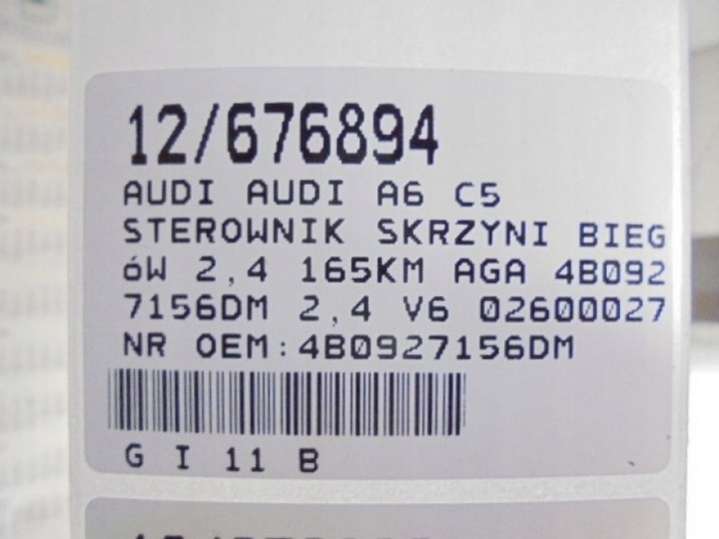 12/676894
AUDI AUDI A6 C5
STEROWNIK SKRZYNI BIEG
óW 2,4 165KM AGA 4B092
7156DM 2,4 V6 02600027
NR OEM:4B0927156DM
G I 11 B